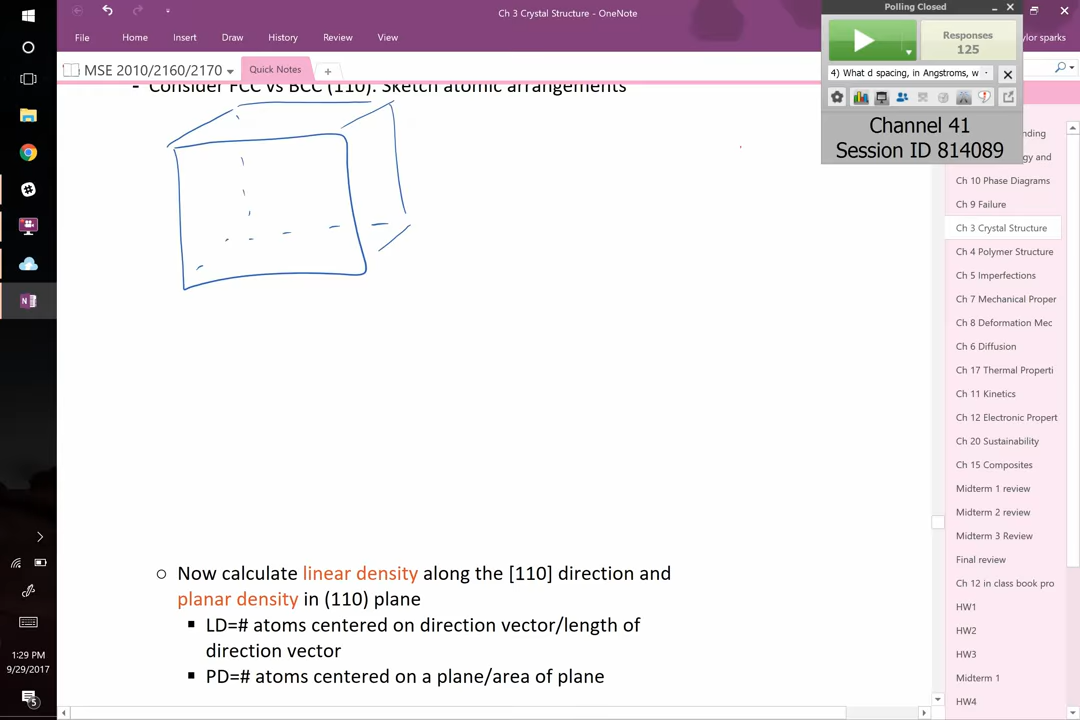 Ch 3 Crystal Structure - OneNote
Polling Closed
Responses
125
4) What d spacing, in Angstroms, w
Channel 41
Session ID 814089
File Home Insert Draw History Review View
MSE 2010/2160/2170
Quick Notes
- Consider FCC vs BCC (110). Sketch atomic arrangements
Now calculate linear density along the [110] direction and
planar density in (110) plane
LD=# atoms centered on direction vector/length of
direction vector
PD=# atoms centered on a plane/area of plane
Ch 10 Phase Diagrams
Ch 9 Failure
Ch 3 Crystal Structure
Ch 4 Polymer Structure
Ch 5 Imperfections
Ch 7 Mechanical Proper
Ch 8 Deformation Mec
Ch 6 Diffusion
Ch 17 Thermal Properti
Ch 11 Kinetics
Ch 12 Electronic Propert
Ch 20 Sustainability
Ch 15 Composites
Midterm 1 review
Midterm 2 review
Midterm 3 Review
Final review
Ch 12 in class book pro
HW1
HW2
HW3
Midterm 1
HW4
1:29 PM
9/29/2017
5